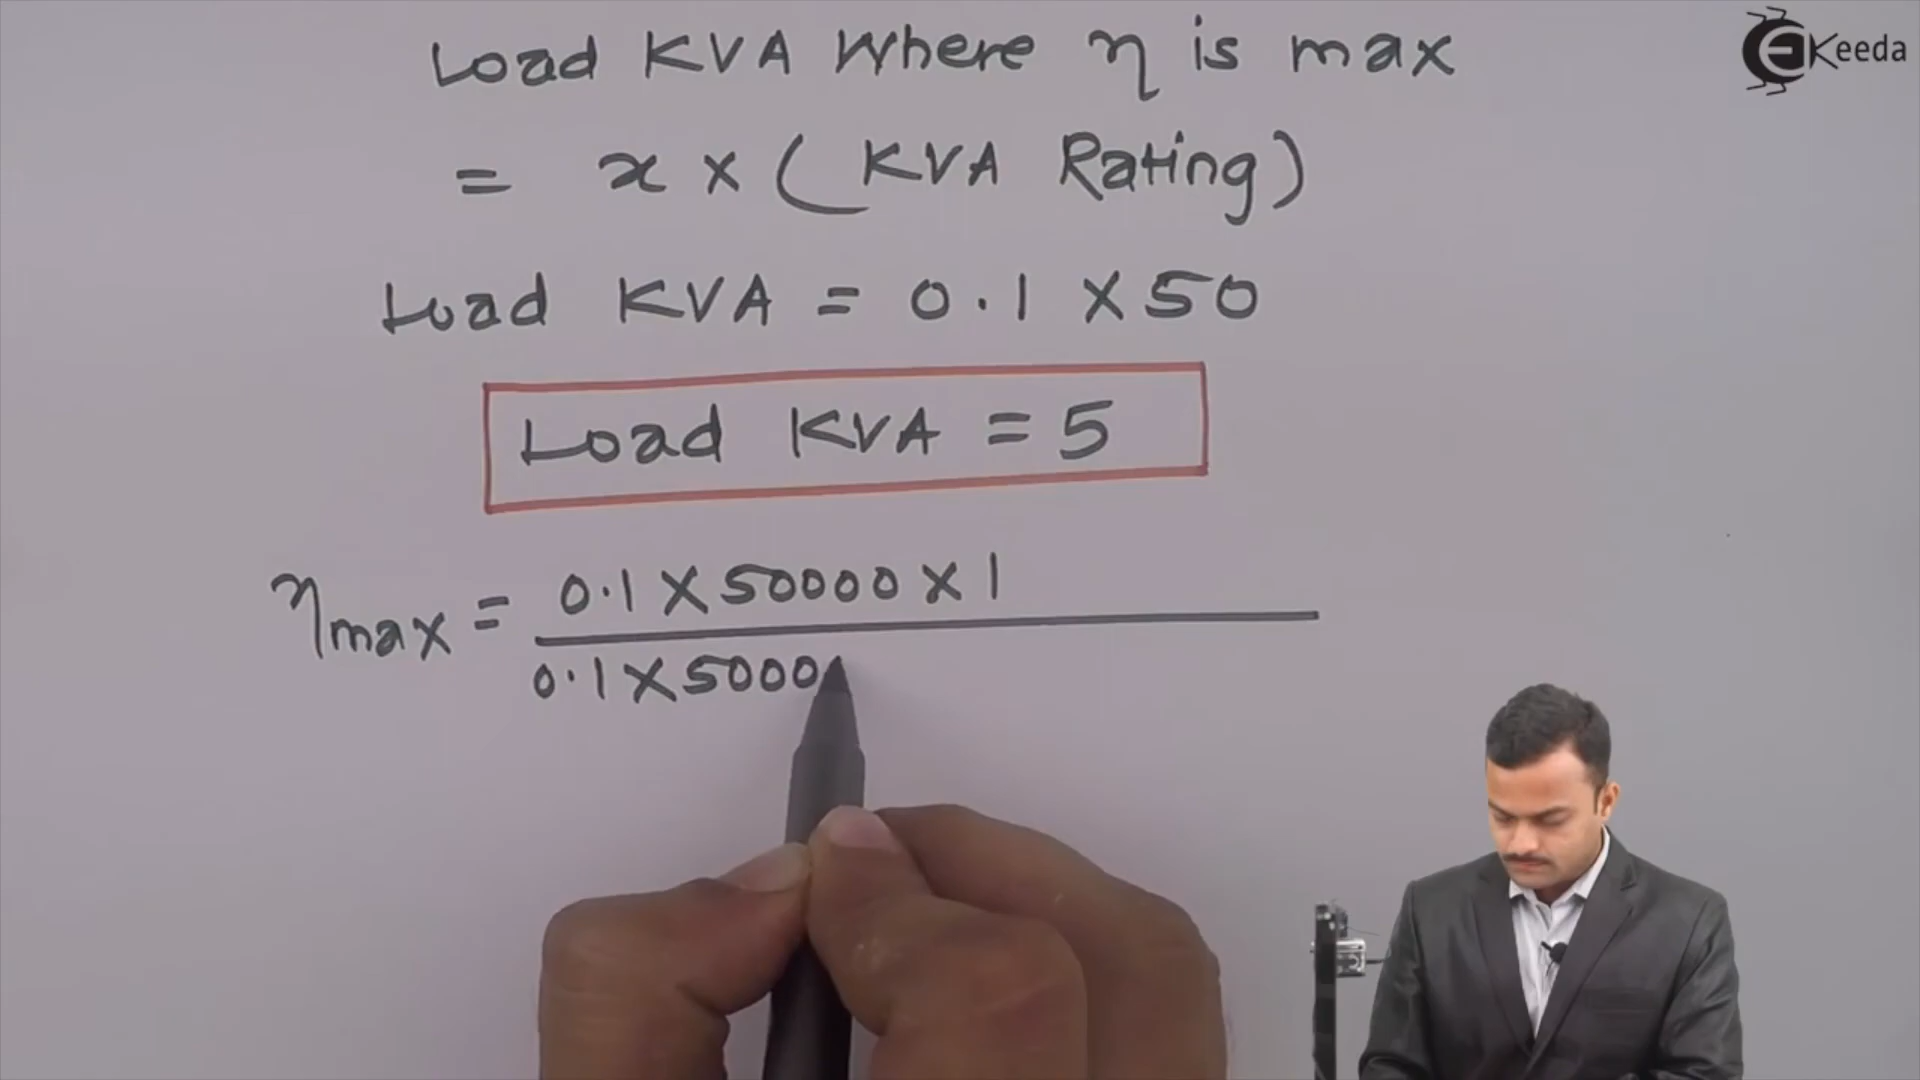 Load KVA Where η is max
= x × ( KVA Rating)
Load KVA = 0.1 × 50
Load KVA = 5
ηmax = 0.1 × 50000 × 1
0.1 × 5000
EKeeda